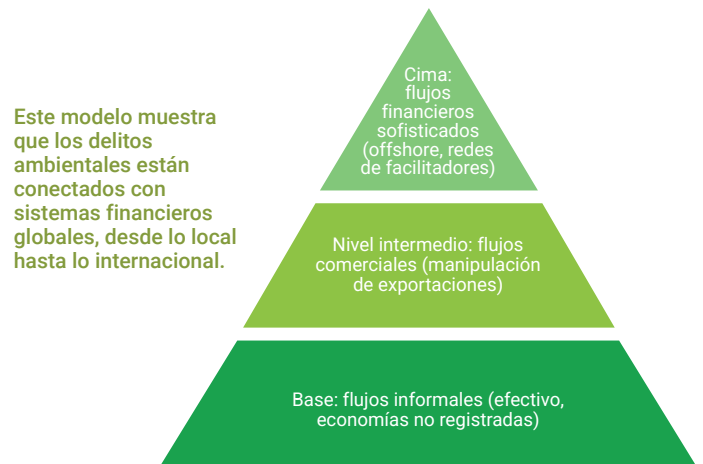 Este modelo muestra
que los delitos
ambientales están
conectados con
sistemas financieros
globales, desde lo local
hasta lo internacional.
Cima:
flujos
financieros
sofisticados
(offshore, redes
de facilitadores)
Nivel intermedio: flujos
comerciales (manipulación
de exportaciones)
Base: flujos informales (efectivo,
economías no registradas)